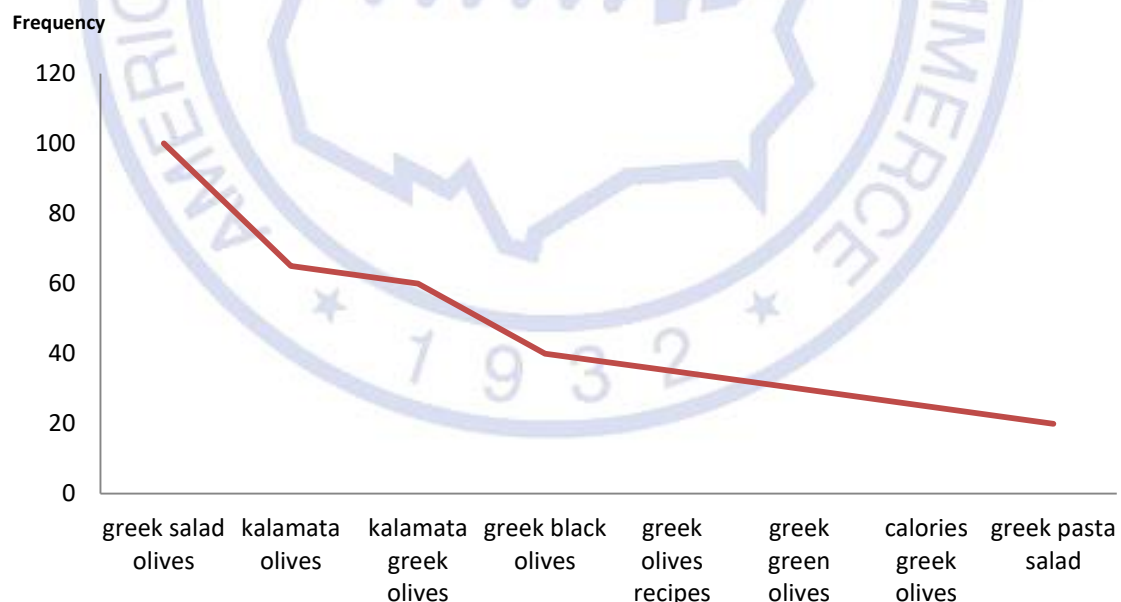 Frequency
120
100
80
60
40
20
0
greek salad olives
kalamata olives
kalamata greek olives
greek black olives
greek olives recipes
greek green olives
calories greek olives
greek pasta salad
1932